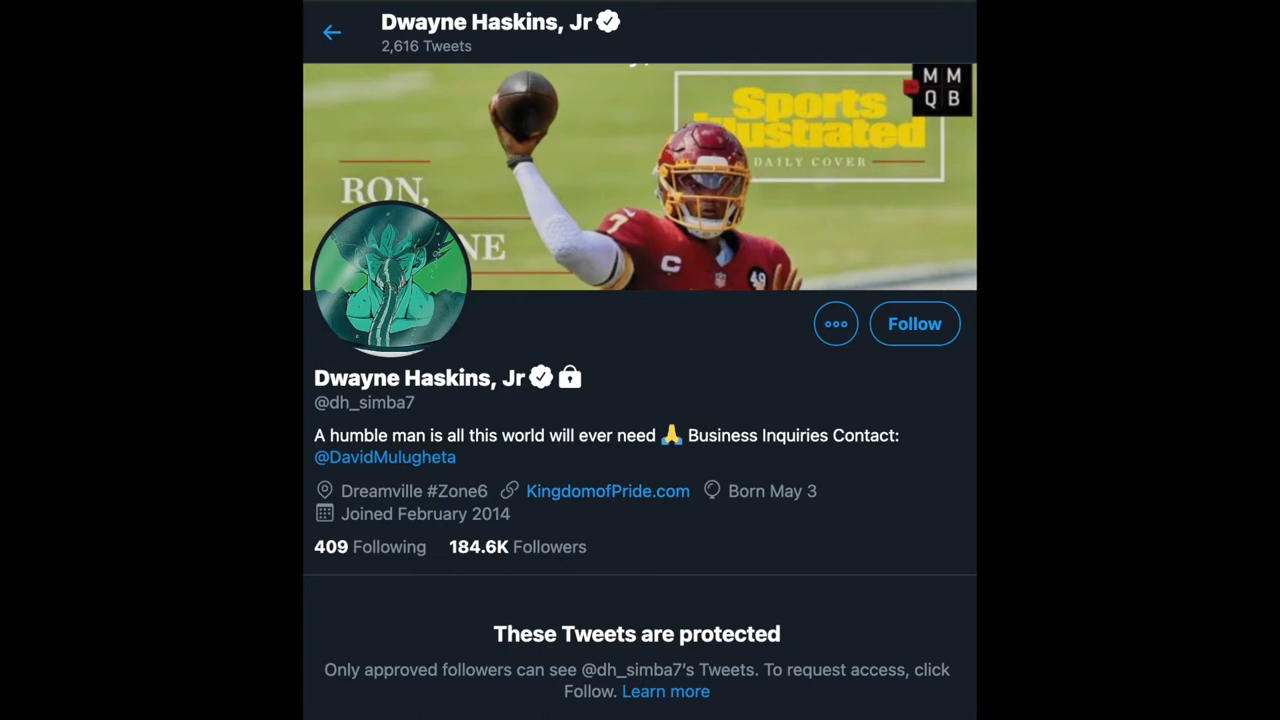 Dwayne Haskins, Jr
2,616 Tweets
M M
Q B
Sports
Illustrated
DAILY COVER
RON,
NE
7
C
49
Follow
Dwayne Haskins, Jr
@dh_simba7
A humble man is all this world will ever need 🙏 Business Inquiries Contact:
@DavidMulugheta
Dreamville #Zone6 KingdomofPride.com Born May 3
Joined February 2014
409 Following 184.6K Followers
These Tweets are protected
Only approved followers can see @dh_simba7's Tweets. To request access, click
Follow. Learn more